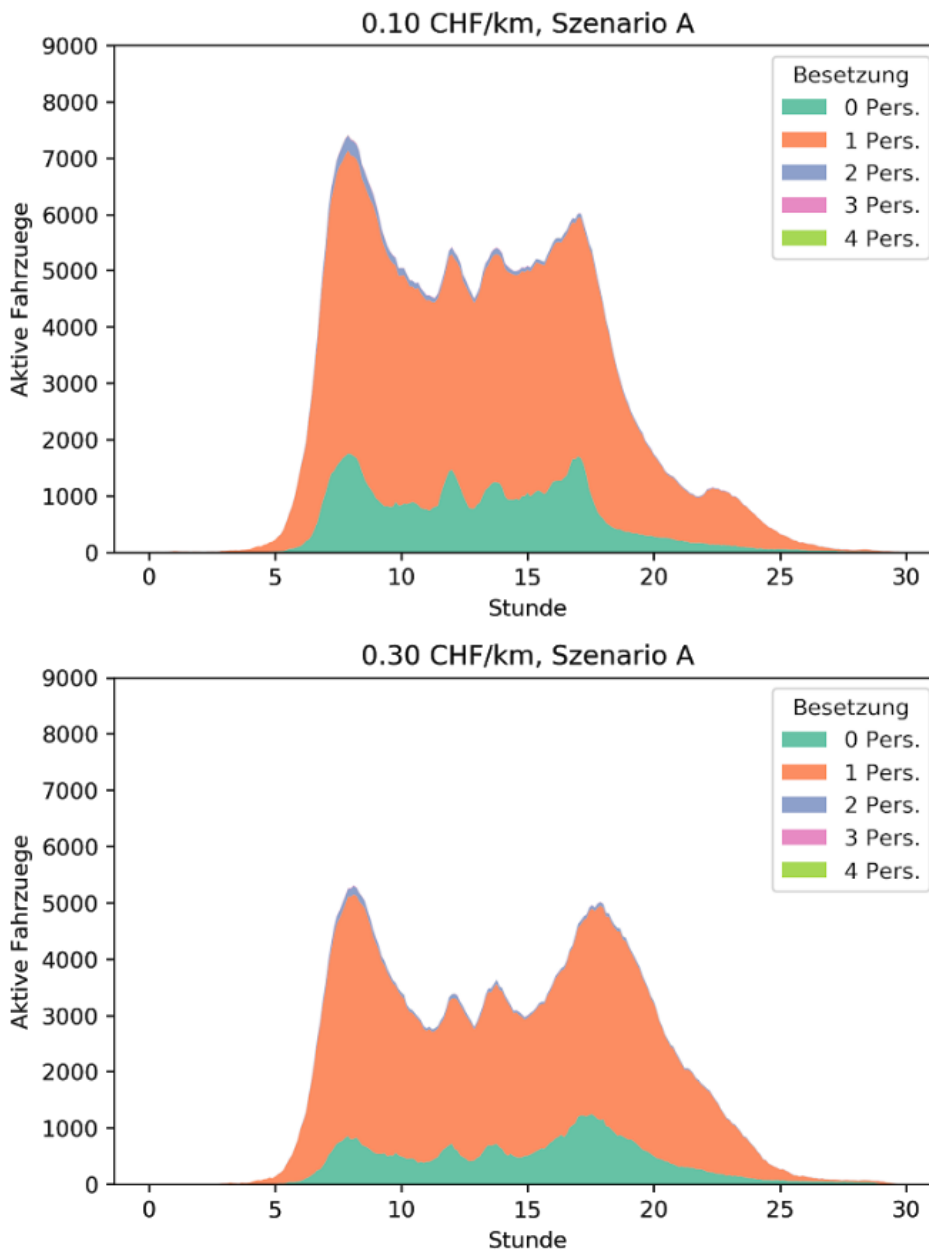 0.10 CHF/km, Szenario A
Aktive Fahrzuege
9000
8000
7000
6000
5000
4000
3000
2000
1000
0
Besetzung
0 Pers.
1 Pers.
2 Pers.
3 Pers.
4 Pers.
0 5 10 15 20 25 30
Stunde
0.30 CHF/km, Szenario A
Aktive Fahrzuege
9000
8000
7000
6000
5000
4000
3000
2000
1000
0
Besetzung
0 Pers.
1 Pers.
2 Pers.
3 Pers.
4 Pers.
0 5 10 15 20 25 30
Stunde